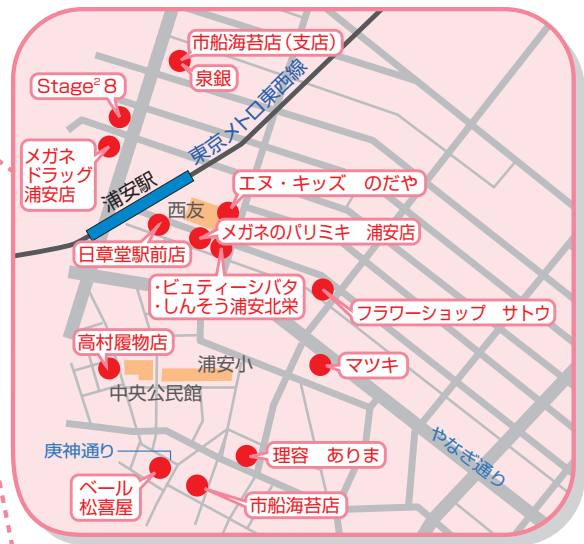 市船海苔店（支店）
泉銀
Stage²8
東京メトロ東西線
メガネ
ドラッグ
浦安店
浦安駅
エヌ・キッズ　のだや
西友
メガネのパリミキ　浦安店
日章堂駅前店
・ビュティーシバタ
・しんそう浦安北栄
フラワーショップ　サトウ
高村履物店
浦安小
マツキ
中央公民館
やなぎ通り
庚神通り
理容　ありま
ベール
松喜屋
市船海苔店